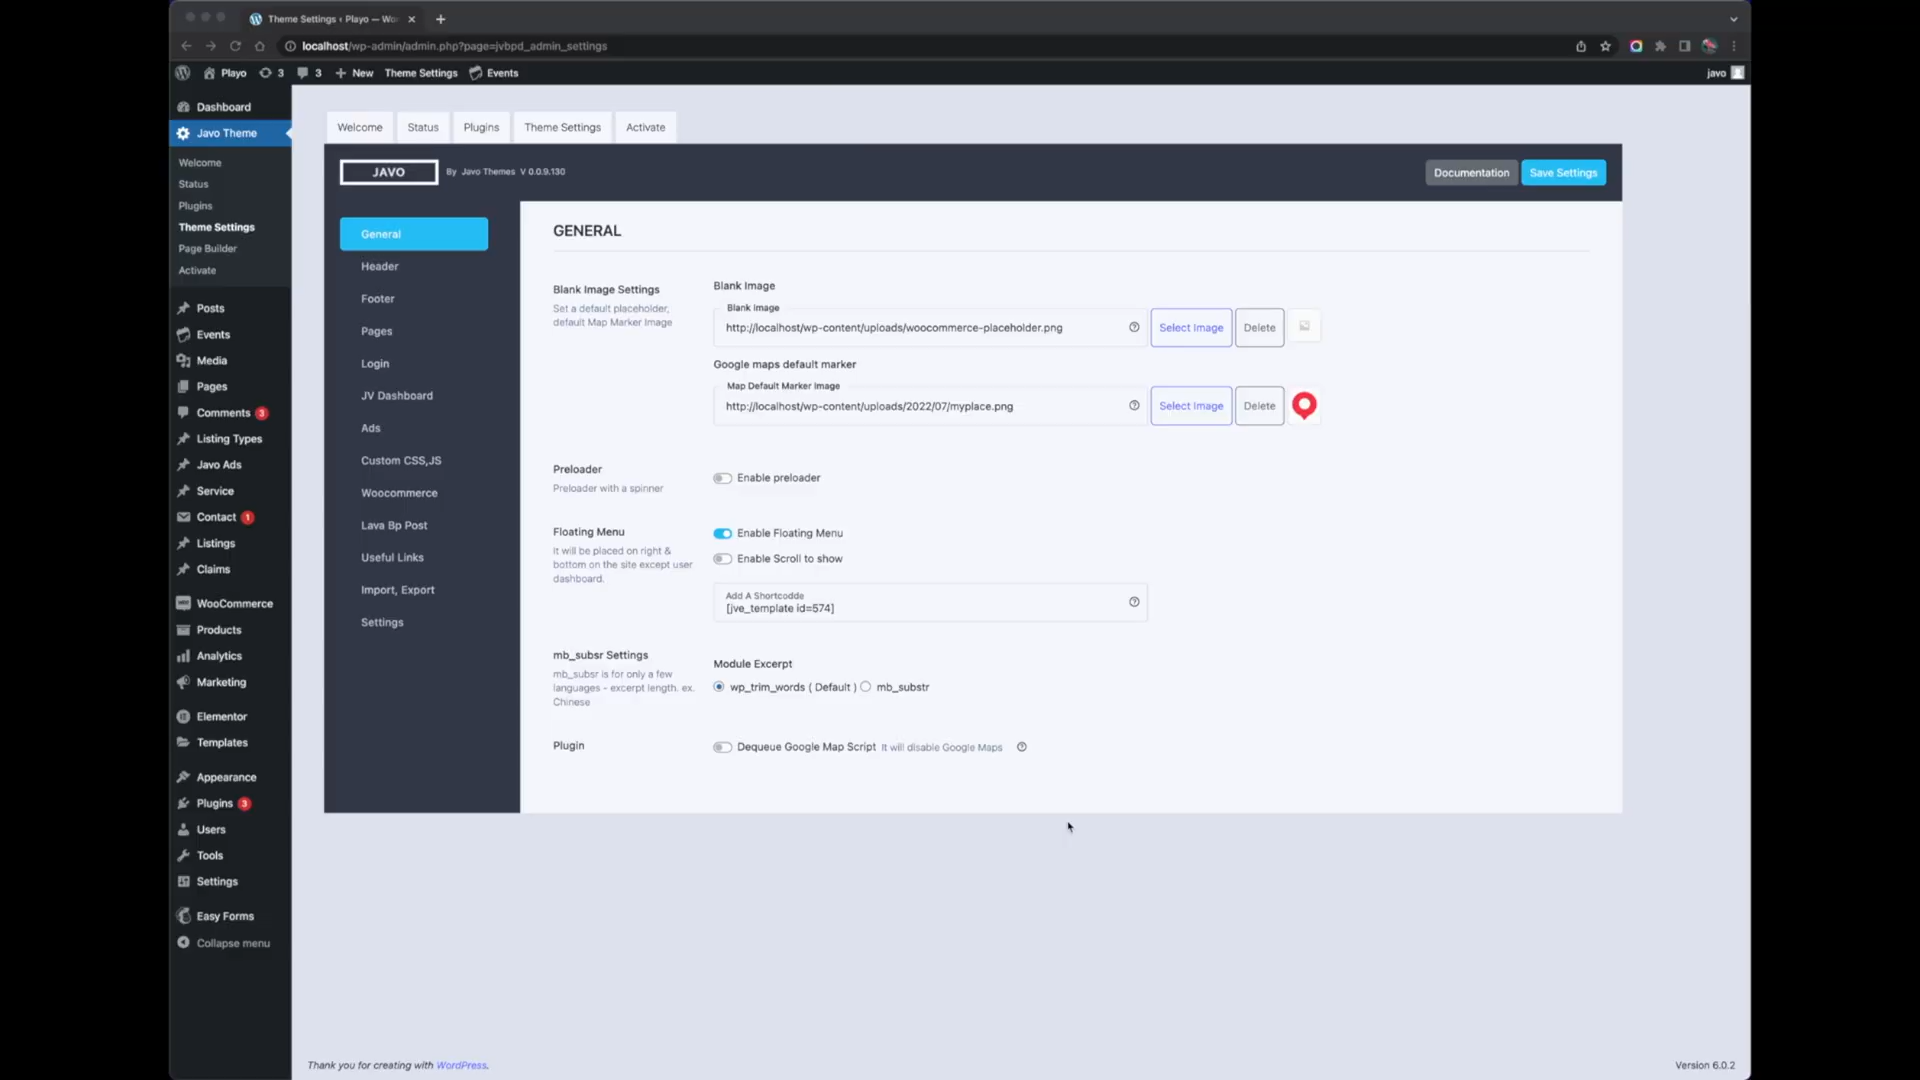 Theme Settings ‹ Playo — Wo
localhost/wp-admin/admin.php?page=jvbpd_admin_settings
Playo 3 3 New Theme Settings Events javo
Dashboard
Javo Theme
Welcome
Status
Plugins
Theme Settings
Page Builder
Activate
Posts
Events
Media
Pages
Comments 3
Listing Types
Javo Ads
Service
Contact 1
Listings
Claims
WooCommerce
Products
Analytics
Marketing
Elementor
Templates
Appearance
Plugins 3
Users
Tools
Settings
Easy Forms
Collapse menu
Welcome Status Plugins Theme Settings Activate
JAVO By Javo Themes V 0.0.9.130 Documentation Save Settings
General
Header
Footer
Pages
Login
JV Dashboard
Ads
Custom CSS,JS
Woocommerce
Lava Bp Post
Useful Links
Import, Export
Settings
GENERAL
Blank Image Settings
Set a default placeholder,
default Map Marker Image
Blank Image
Blank Image
http://localhost/wp-content/uploads/woocommerce-placeholder.png Select Image Delete
Google maps default marker
Map Default Marker Image
http://localhost/wp-content/uploads/2022/07/myplace.png Select Image Delete
Preloader
Preloader with a spinner
Enable preloader
Floating Menu
It will be placed on right &
bottom on the site except user
dashboard.
Enable Floating Menu
Enable Scroll to show
Add A Shortcodde
[jve_template id=574]
mb_subsr Settings
mb_subsr is for only a few
languages - excerpt length. ex.
Chinese
Module Excerpt
wp_trim_words ( Default ) mb_substr
Plugin
Dequeue Google Map Script It will disable Google Maps
Thank you for creating with WordPress.
Version 6.0.2